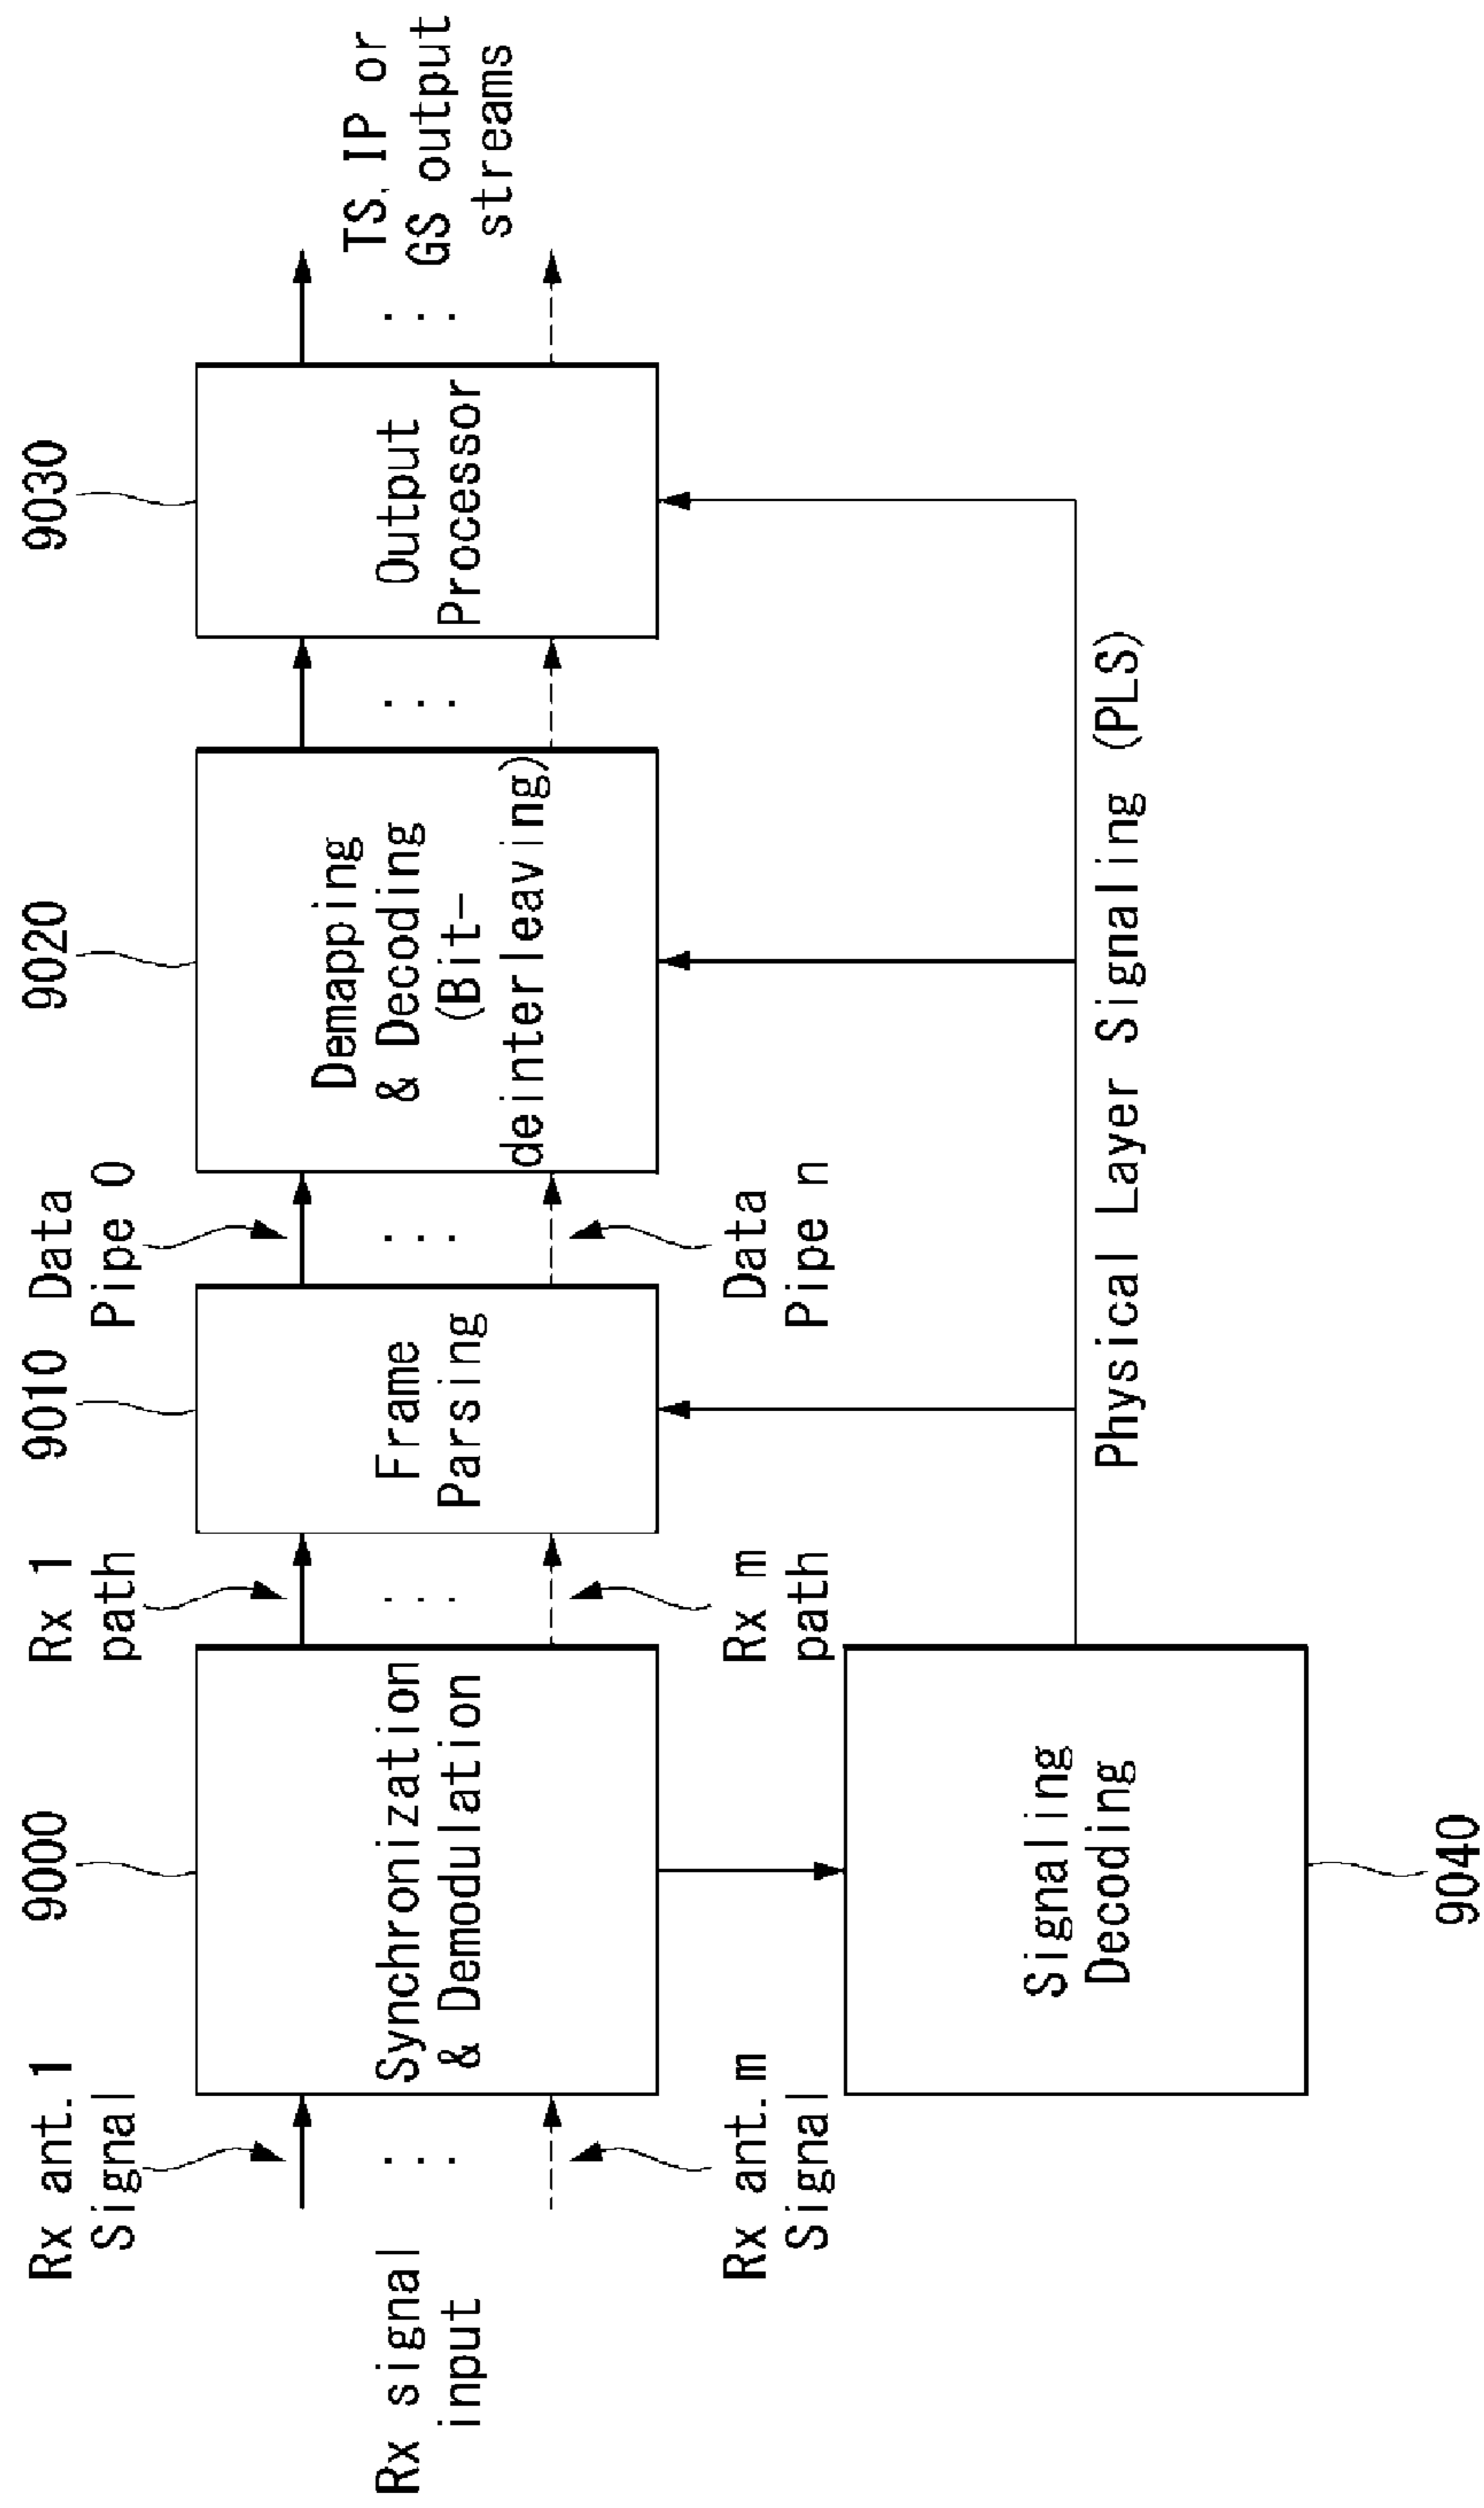 Rx signal
input
Rx ant.1
Signal
Rx ant.m
Signal
9000
Synchronization
& Demodulation
Rx 1
path
Rx m
path
9010
Frame
Parsing
Data
Pipe 0
Data
Pipe n
9020
Demapping
& Decoding
(Bit-
deinterleaving)
9030
Output
Processor
TS, IP or
GS output
streams
Signaling
Decoding
9040
Physical Layer Signaling (PLS)